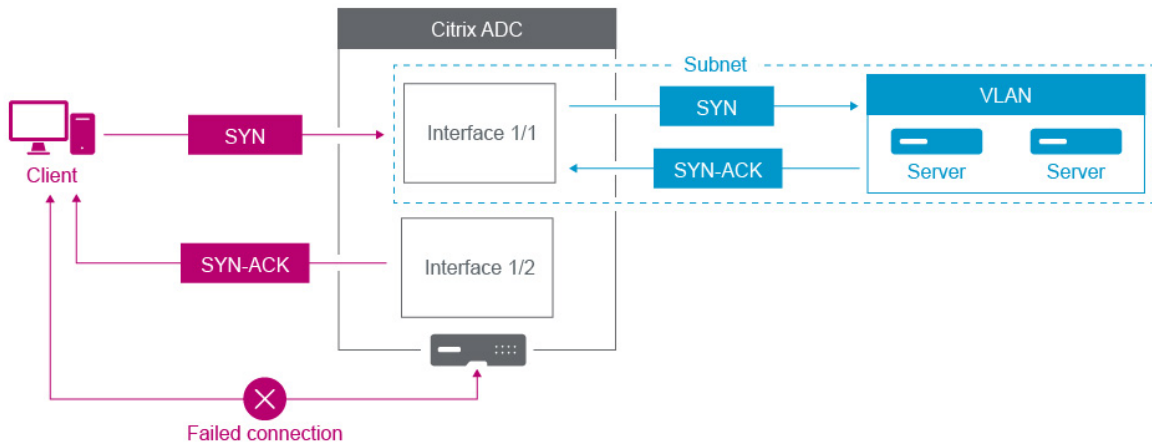 Citrix ADC
Subnet
Interface 1/1
SYN
SYN
VLAN
Client
SYN-ACK
Server
Server
SYN-ACK
Interface 1/2
Failed connection